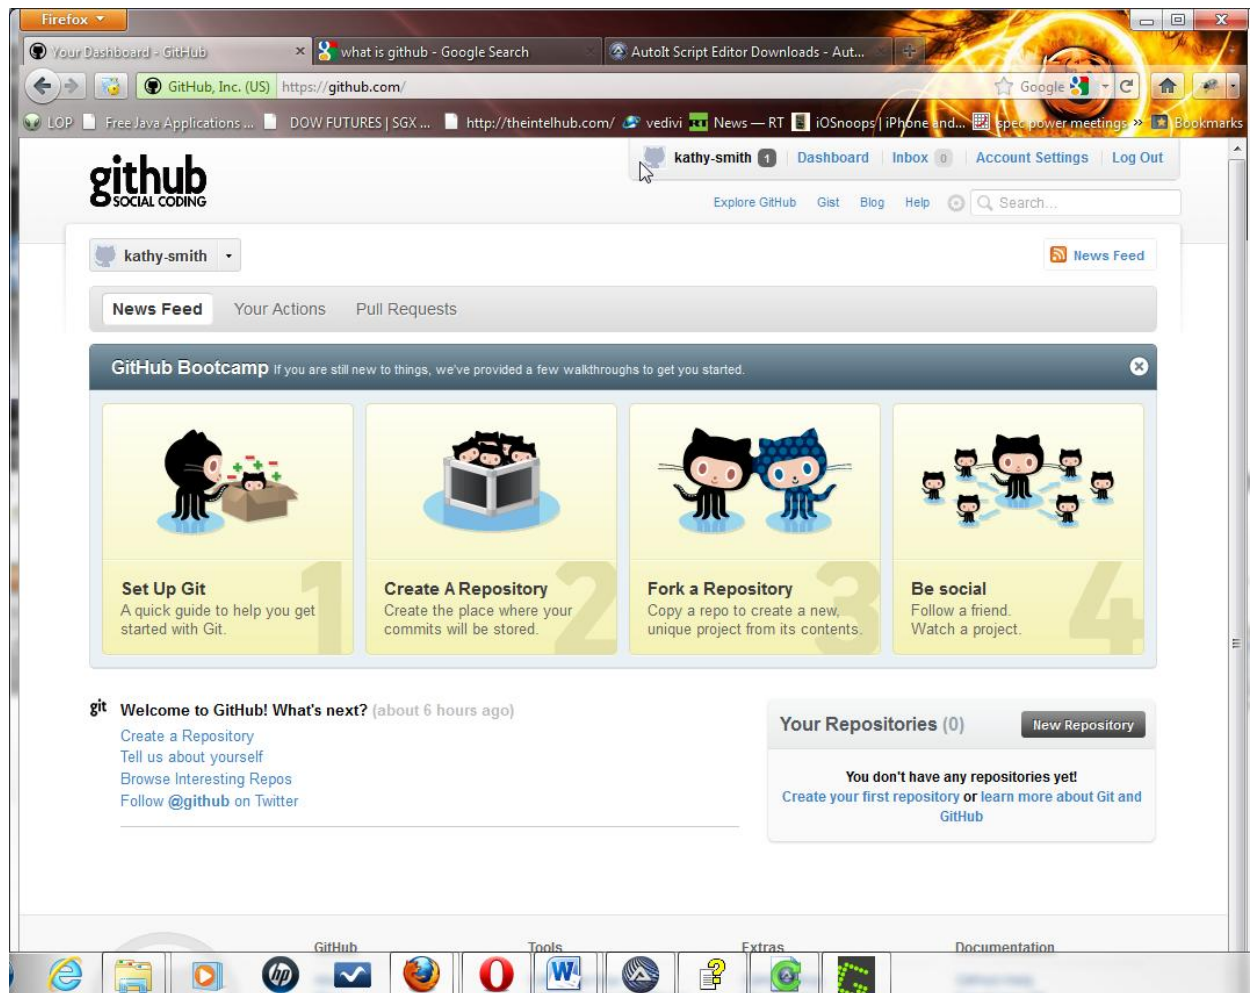 Firefox
Your Dashboard - GitHub
what is github - Google Search
AutoIt Script Editor Downloads - Aut...
GitHub, Inc. (US) https://github.com/
Google
LOP Free Java Applications ... DOW FUTURES | SGX ... http://theintelhub.com/ vedivi RT News — RT iOSnoops | iPhone and... spec power meetings » Bookmarks
github
SOCIAL CODING
kathy-smith 1 Dashboard Inbox 0 Account Settings Log Out
Explore GitHub Gist Blog Help Search...
kathy-smith
News Feed
News Feed Your Actions Pull Requests
GitHub Bootcamp If you are still new to things, we've provided a few walkthroughs to get you started.
1
Set Up Git
A quick guide to help you get
started with Git.
2
Create A Repository
Create the place where your
commits will be stored.
3
Fork a Repository
Copy a repo to create a new,
unique project from its contents.
4
Be social
Follow a friend.
Watch a project.
git Welcome to GitHub! What's next? (about 6 hours ago)
Create a Repository
Tell us about yourself
Browse Interesting Repos
Follow @github on Twitter
Your Repositories (0) New Repository
You don't have any repositories yet!
Create your first repository or learn more about Git and
GitHub
GitHub Tools Extras Documentation
hp
W